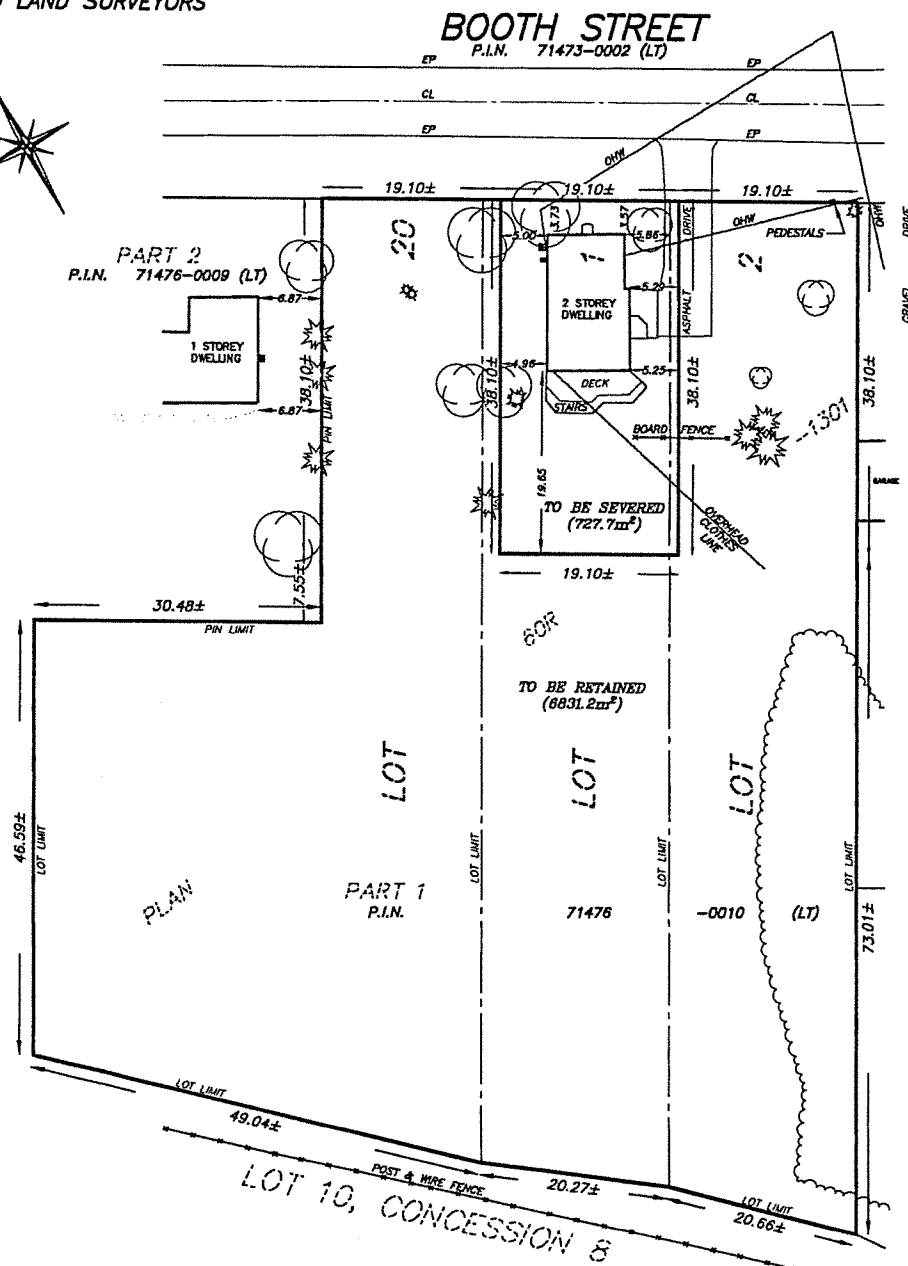 LAND SURVEYORS
BOOTH STREET
P.I.N. 71473-0002 (LT)
EP EP
CL CL
EP EP
OHW
19.10± 19.10± 19.10±
OHW
PEDESTALS
OHW
DRIVE
GRAVEL
PART 2
P.I.N. 71476-0009 (LT)
20
1
2
3.73
3.57
5.00
5.86
DRIVE
ASPHALT
6.87
1 STOREY
DWELLING
6.87
2 STOREY
DWELLING
5.29
4.96
5.25
38.10±
PIN LIMIT
38.10±
38.10±
38.10±
DECK
STAIRS
BOARD FENCE
-1301
GARAGE
19.65
TO BE SEVERED
(727.7m²)
OVERHEAD
CLOTHES
LINE
19.10±
7.55±
30.48±
PIN LIMIT
60R
TO BE RETAINED
(6831.2m²)
LOT
LOT
LOT
46.59±
LOT LIMIT
LOT LIMIT
LOT LIMIT
LOT LIMIT
73.01±
PLAN
PART 1
P.I.N. 71476 -0010 (LT)
LOT LIMIT
49.04±
POST & WIRE FENCE
20.27±
LOT LIMIT
20.66±
LOT 10, CONCESSION 8